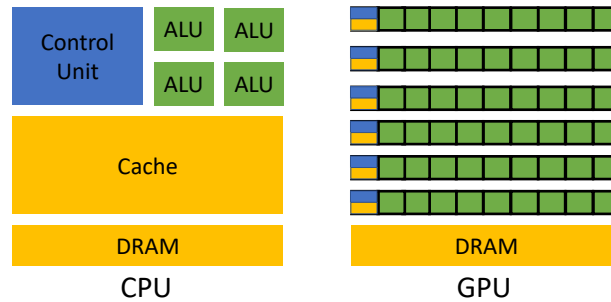 Control
Unit
ALU
ALU
ALU
ALU
Cache
DRAM
CPU
DRAM
GPU